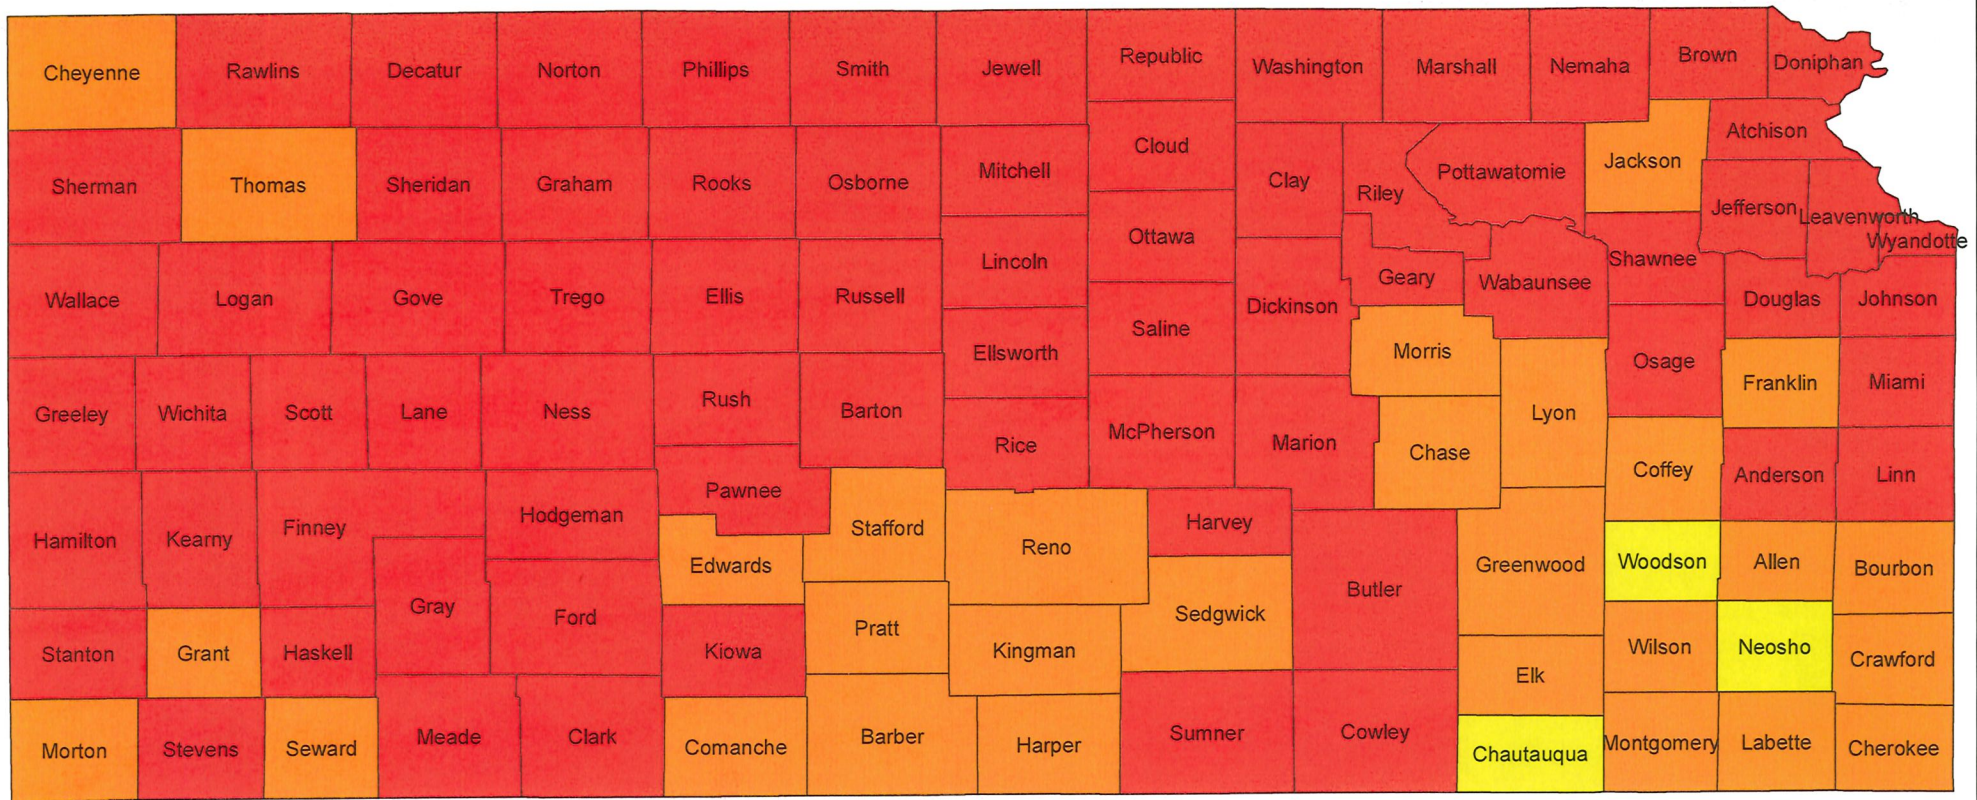 Cheyenne
Rawlins
Decatur
Norton
Phillips
Smith
Jewell
Republic
Washington
Marshall
Nemaha
Brown
Doniphan
Sherman
Thomas
Sheridan
Graham
Rooks
Osborne
Mitchell
Cloud
Clay
Riley
Pottawatomie
Jackson
Atchison
Jefferson
Leavenworth
Wyandotte
Wallace
Logan
Gove
Trego
Ellis
Russell
Lincoln
Ottawa
Dickinson
Geary
Wabaunsee
Shawnee
Douglas
Johnson
Ellsworth
Saline
Morris
Osage
Franklin
Miami
Greeley
Wichita
Scott
Lane
Ness
Rush
Barton
Rice
McPherson
Marion
Chase
Lyon
Coffey
Anderson
Linn
Hamilton
Kearny
Finney
Hodgeman
Pawnee
Stafford
Edwards
Reno
Harvey
Butler
Greenwood
Woodson
Allen
Bourbon
Stanton
Grant
Haskell
Gray
Ford
Kiowa
Pratt
Kingman
Sedgwick
Elk
Wilson
Neosho
Crawford
Morton
Stevens
Seward
Meade
Clark
Comanche
Barber
Harper
Sumner
Cowley
Chautauqua
Montgomery
Labette
Cherokee